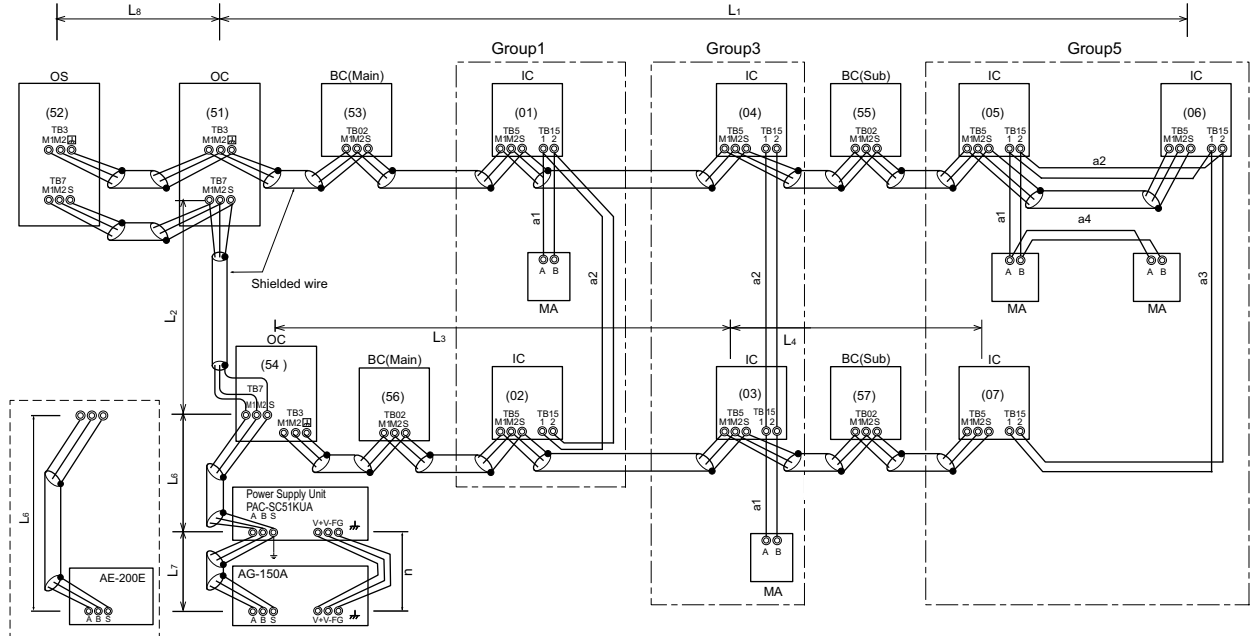 L8
L1
Group1
Group3
Group5
OS
OC
BC(Main)
IC
IC
BC(Sub)
IC
IC
(52)
(51)
(53)
(01)
(04)
(55)
(05)
(06)
TB3
M1M2
TB3
M1M2
TB02
M1M2S
TB5
M1M2S
TB15
1 2
TB5
M1M2S
TB15
1 2
TB02
M1M2S
TB5
M1M2S
TB15
1 2
TB5
M1M2S
TB15
1 2
TB7
M1M2S
TB7
M1M2 S
a2
a1
a2
a2
a1
a4
a3
Shielded wire
A B
MA
A B
MA
A B
MA
L2
L3
L4
OC
BC(Main)
IC
IC
BC(Sub)
IC
(54 )
(56)
(02)
(03)
(57)
(07)
TB7
M1M2 S
TB3
M1M2
TB02
M1M2S
TB5
M1M2S
TB15
1 2
TB5
M1M2S
TB15
1 2
TB02
M1M2S
TB5
M1M2S
TB15
1 2
L6
L6
Power Supply Unit
PAC-SC51KUA
A B S
V+V-FG
L7
n
a1
AE-200E
A B S
AG-150A
A B S
V+V-FG
A B
MA